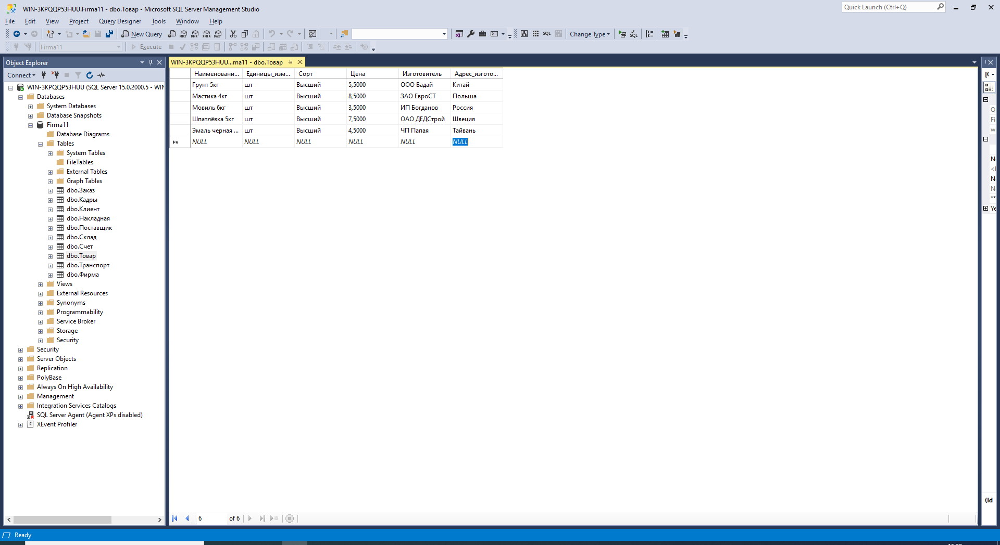 WIN-3KPQQP53HUU.Firma11 - dbo.Товар - Microsoft SQL Server Management Studio
Quick Launch (Ctrl+Q)
File Edit View Project Query Designer Tools Window Help
New Query MDX DMX XMLA DAX SQL Change Type SQL
Firma11 Execute
Object Explorer
WIN-3KPQQP53HUU...ma11 - dbo.Товар
Connect
WIN-3KPQQP53HUU (SQL Server 15.0.2000.5 - WIN
Databases
System Databases
Database Snapshots
Firma11
Database Diagrams
Tables
System Tables
FileTables
External Tables
Graph Tables
dbo.Заказ
dbo.Кадры
dbo.Клиент
dbo.Накладная
dbo.Поставщик
dbo.Склад
dbo.Счет
dbo.Товар
dbo.Транспорт
dbo.Фирма
Views
External Resources
Synonyms
Programmability
Service Broker
Storage
Security
Security
Server Objects
Replication
PolyBase
Always On High Availability
Management
Integration Services Catalogs
SQL Server Agent (Agent XPs disabled)
XEvent Profiler
Наименовани... Единицы_изм... Сорт Цена Изготовитель Адрес_изгото...
Грунт 5кг шт Высший 5,5000 ООО Бадай Китай
Мастика 4кг шт Высший 8,5000 ЗАО ЕвроСТ Польша
Мовиль 6кг шт Высший 3,5000 ИП Богданов Россия
Шпатлёвка 5кг шт Высший 7,5000 ОАО ДЕДСтрой Швеция
Эмаль черная ... шт Высший 4,5000 ЧП Папая Тайвань
NULL NULL NULL NULL NULL NULL
6 of 6
Q
Fi
w
N
<I
N
N
**
Ye
(Id
Ready